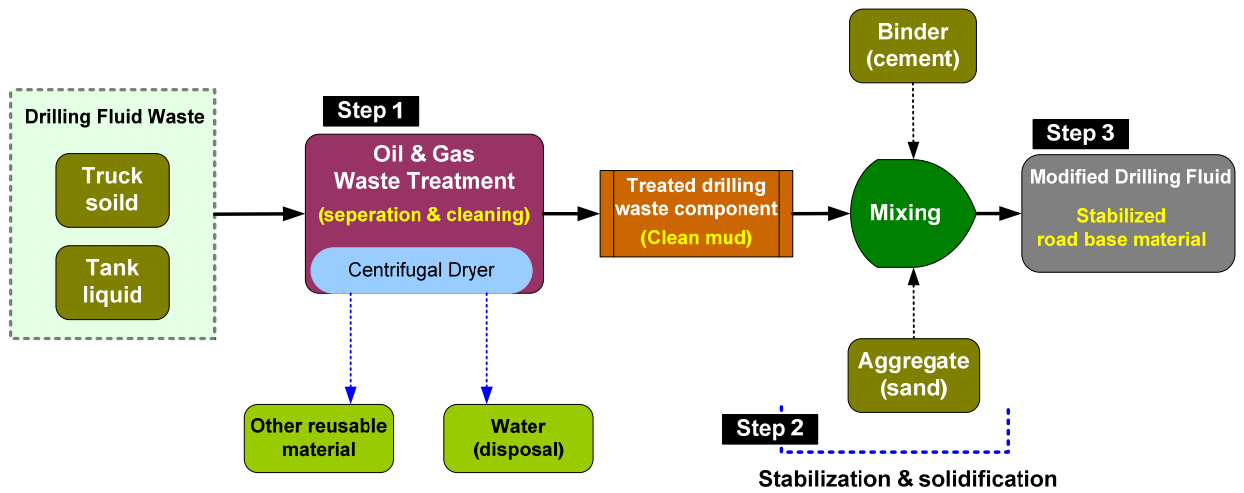 Drilling Fluid Waste
Truck
soild
Tank
liquid
Step 1
Oil & Gas
Waste Treatment
(seperation & cleaning)
Centrifugal Dryer
Other reusable
material
Water
(disposal)
Treated drilling
waste component
(Clean mud)
Binder
(cement)
Mixing
Aggregate
(sand)
Step 2
Stabilization & solidification
Step 3
Modified Drilling Fluid
Stabilized
road base material